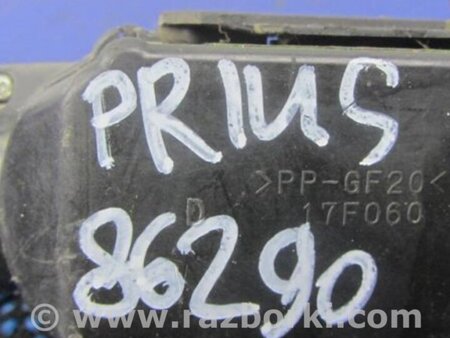 PRIUS
>PP-GF20<
D 17F060
86290
www.razborki.com